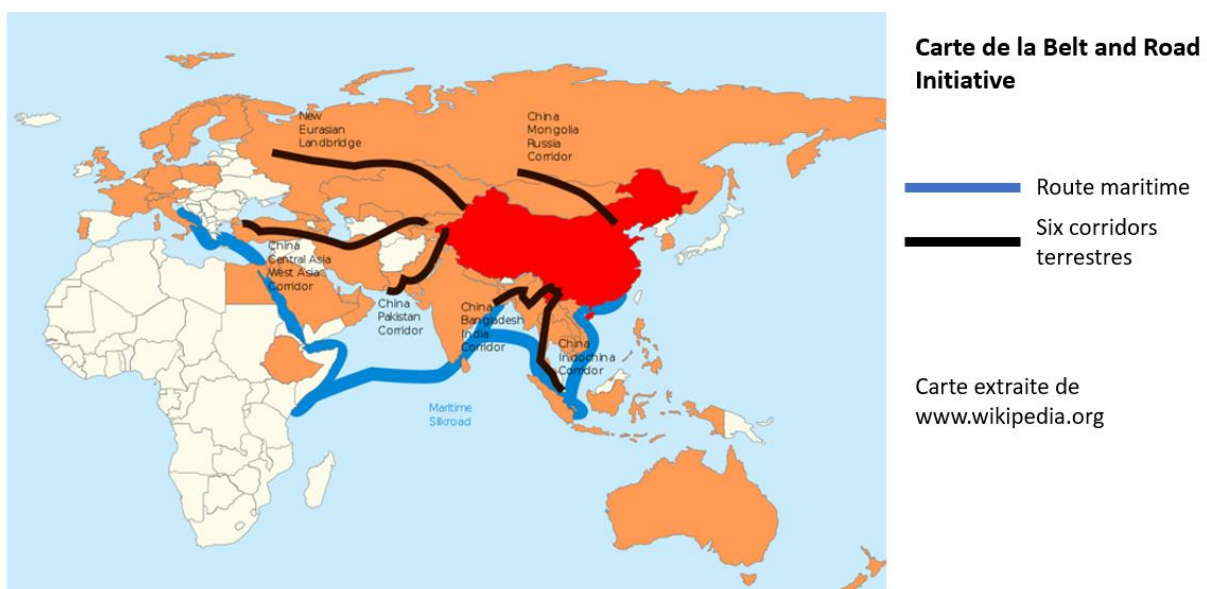 Carte de la Belt and Road
Initiative
New
Eurasian
Landbridge
China
Mongolia
Russia
Corridor
China
Central Asia
West Asia
Corridor
China
Pakistan
Corridor
China
Bangladesh
India
Corridor
China
Indochina
Corridor
Maritime
Silkroad
Route maritime
Six corridors
terrestres
Carte extraite de
www.wikipedia.org